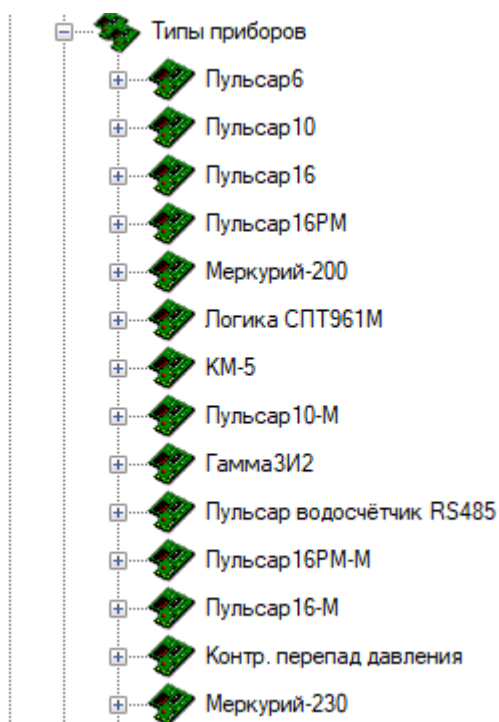 Типы приборов
Пульсар6
Пульсар10
Пульсар16
Пульсар16РМ
Меркурий-200
Логика СПТ961М
КМ-5
Пульсар10-М
Гамма3И2
Пульсар водосчётчик RS485
Пульсар16РМ-М
Пульсар16-М
Контр. перепад давления
Меркурий-230